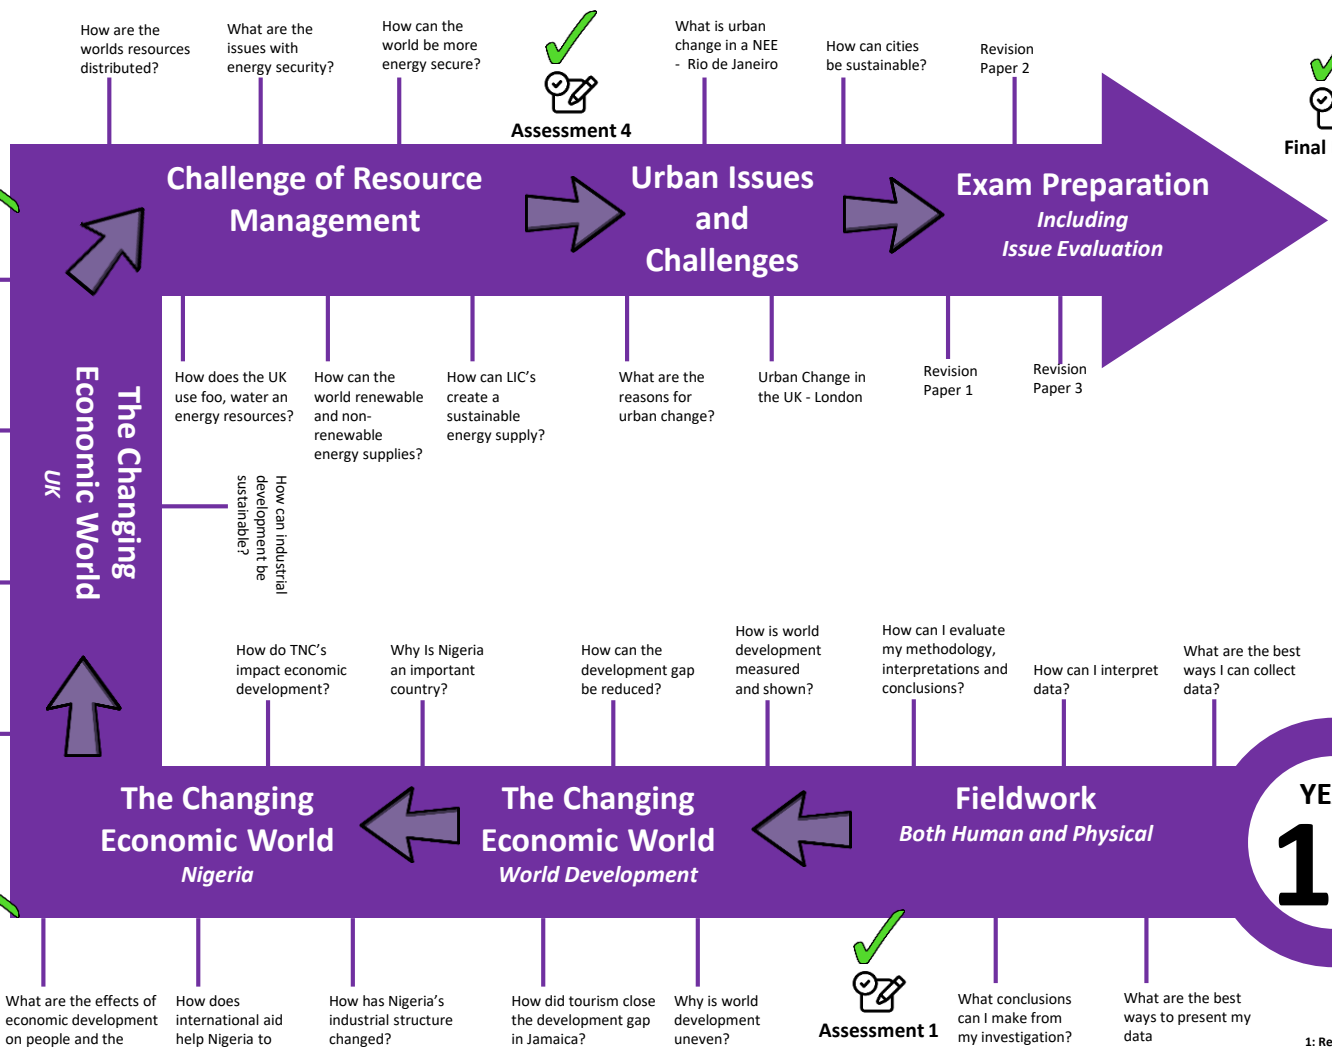 How are the
worlds resources
distributed?
What are the
issues with
energy security?
How can the
world be more
energy secure?
Assessment 4
What is urban
change in a NEE
- Rio de Janeiro
How can cities
be sustainable?
Revision
Paper 2
Final
Challenge of Resource
Management
Urban Issues
and
Challenges
Exam Preparation
Including
Issue Evaluation
How does the UK
use foo, water an
energy resources?
How can the
world renewable
and non-
renewable
energy supplies?
How can LIC's
create a
sustainable
energy supply?
What are the
reasons for
urban change?
Urban Change in
the UK - London
Revision
Paper 1
Revision
Paper 3
The Changing
Economic World
UK
How can industrial
development be
sustainable?
How do TNC's
impact economic
development?
Why Is Nigeria
an important
country?
How can the
development gap
be reduced?
How is world
development
measured
and shown?
How can I evaluate
my methodology,
interpretations and
conclusions?
How can I interpret
data?
What are the best
ways I can collect
data?
The Changing
Economic World
Nigeria
The Changing
Economic World
World Development
Fieldwork
Both Human and Physical
YE
1
What are the effects of
economic development
on people and the
How does
international aid
help Nigeria to
How has Nigeria's
industrial structure
changed?
How did tourism close
the development gap
in Jamaica?
Why is world
development
uneven?
Assessment 1
What conclusions
can I make from
my investigation?
What are the best
ways to present my
data
1: Re